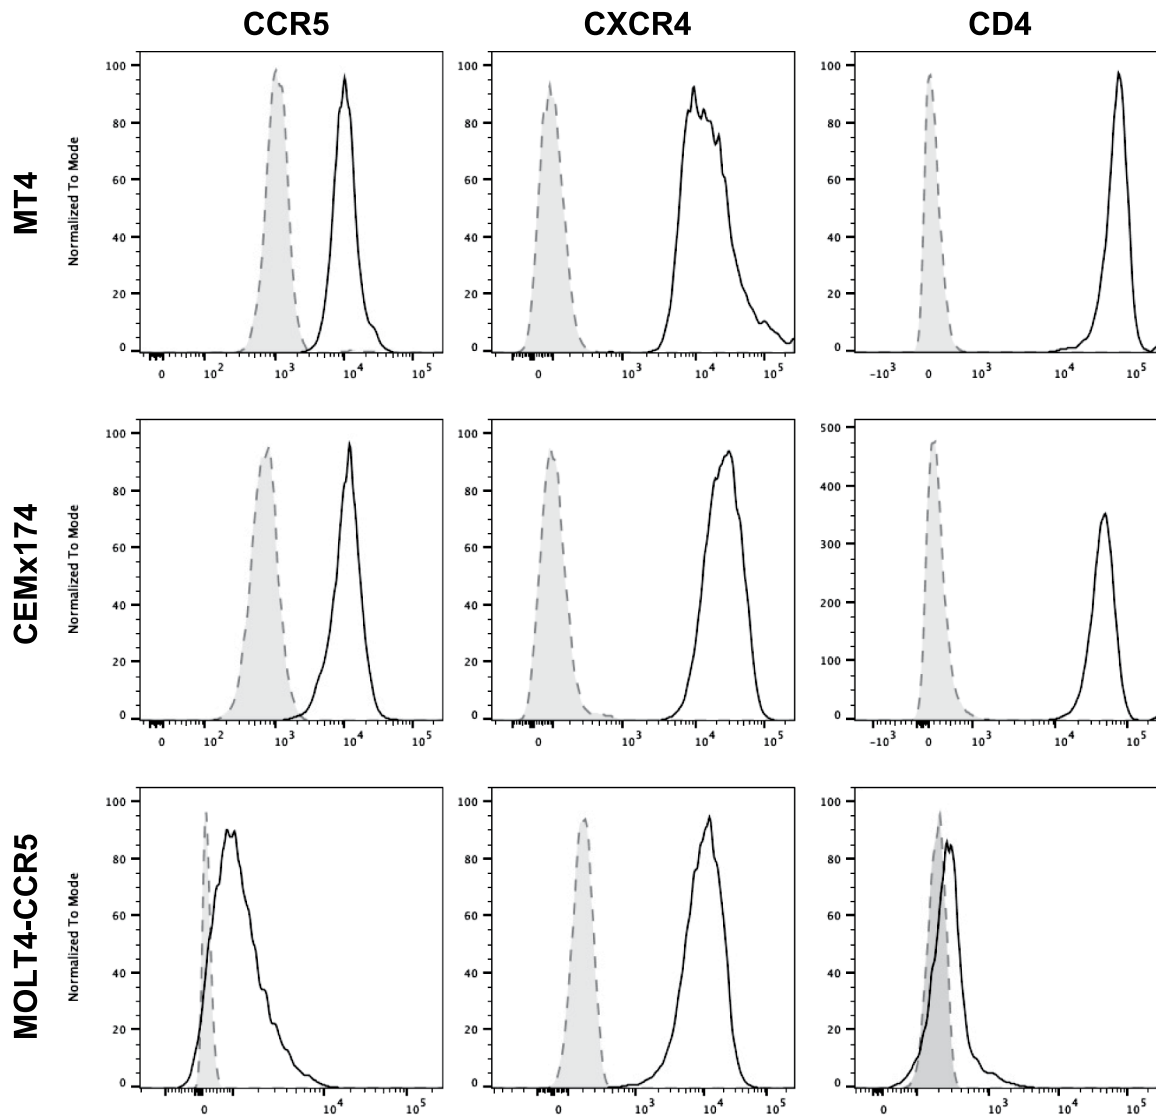 CCR5 CXCR4 CD4
MT4
Normalized To Mode
100 100 100
80 80 80
60 60 60
40 40 40
20 20 20
0 0 0
0 10² 10³ 10⁴ 10⁵ 0 10³ 10⁴ 10⁵ -10³ 0 10³ 10⁴ 10⁵
CEMx174
Normalized To Mode
100 100 500
80 80 400
60 60 300
40 40 200
20 20 100
0 0 0
0 10² 10³ 10⁴ 10⁵ 0 10³ 10⁴ 10⁵ -10³ 0 10³ 10⁴ 10⁵
MOLT4-CCR5
Normalized To Mode
100 100 100
80 80 80
60 60 60
40 40 40
20 20 20
0 0 0
0 10⁴ 10⁵ 0 10³ 10⁴ 10⁵ 0 10³ 10⁴ 10⁵